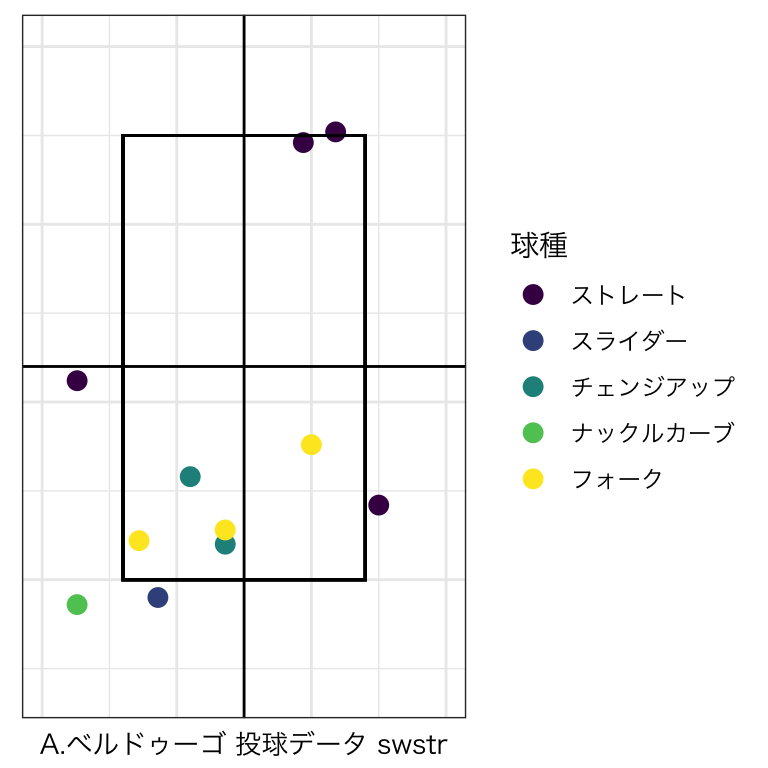 球種
ストレート
スライダー
チェンジアップ
ナックルカーブ
フォーク
A.ベルドゥーゴ 投球データ swstr